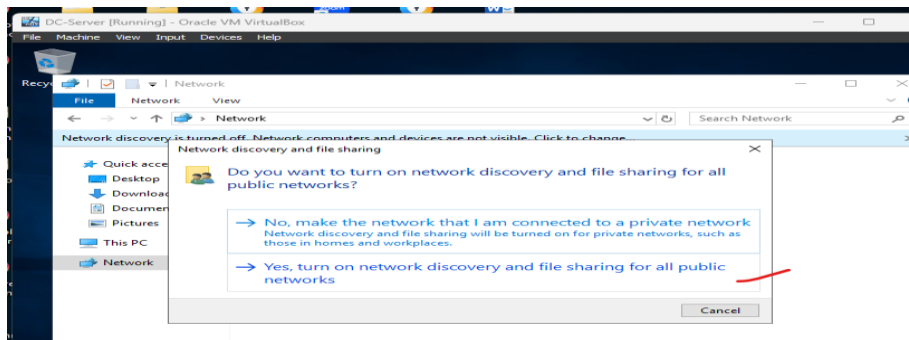 DC-Server [Running] - Oracle VM VirtualBox
File Machine View Input Devices Help
Network
File Network View
Network
Search Network
Network discovery is turned off. Network computers and devices are not visible. Click to change...
Network discovery and file sharing
Do you want to turn on network discovery and file sharing for all
public networks?
No, make the network that I am connected to a private network
Network discovery and file sharing will be turned on for private networks, such as
those in homes and workplaces.
Yes, turn on network discovery and file sharing for all public
networks
Cancel
Quick acce
Desktop
Download
Documen
Pictures
This PC
Network